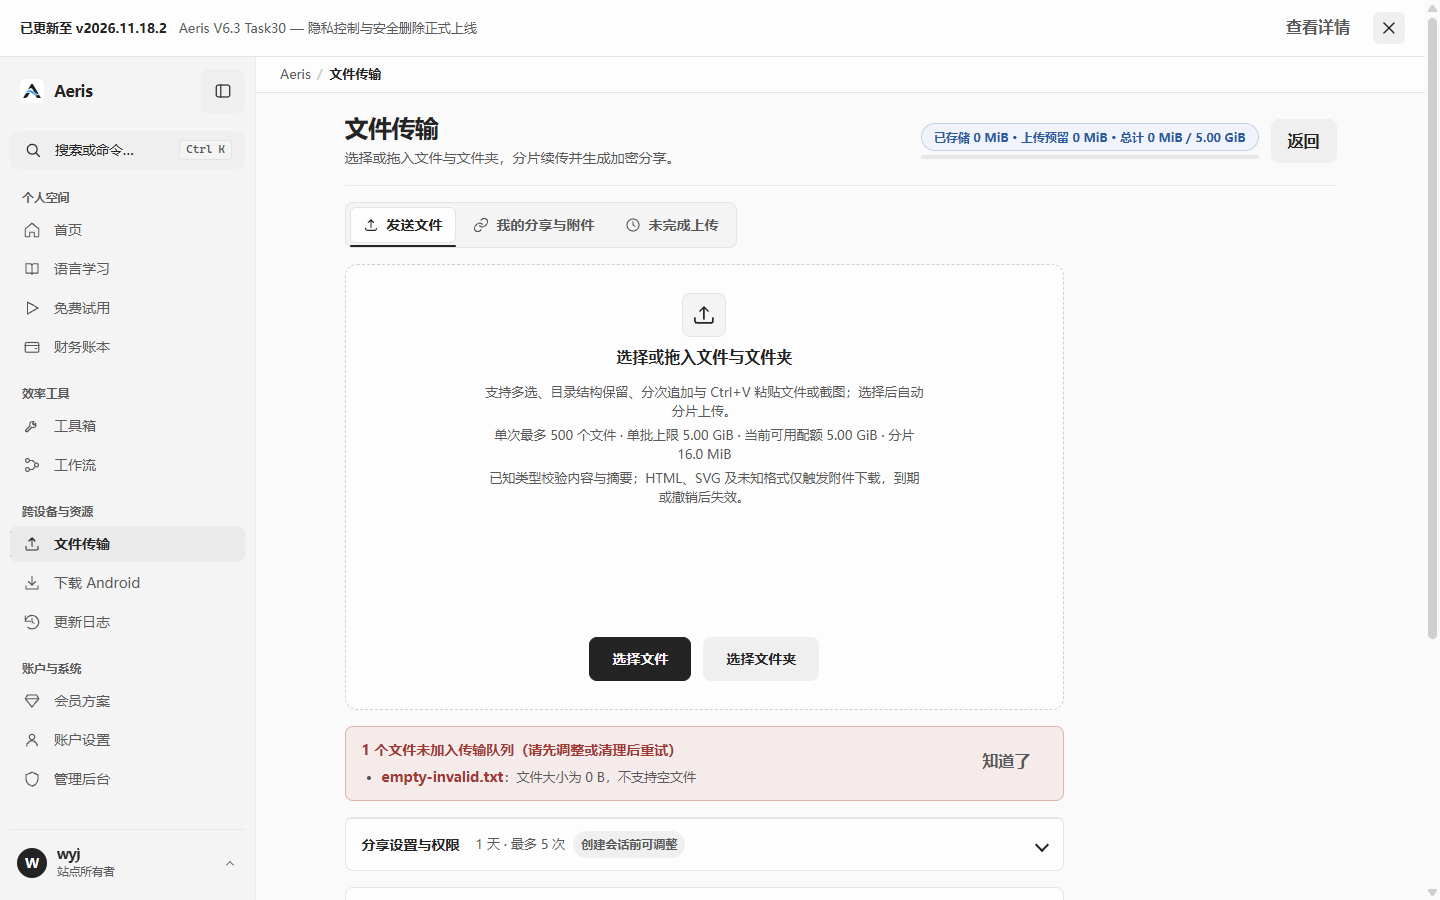 已更新至 v2026.11.18.2 Aeris V6.3 Task30 — 隐私控制与安全删除正式上线
查看详情
Aeris
搜索或命令... Ctrl K
个人空间
首页
语言学习
免费试用
财务账本
效率工具
工具箱
工作流
跨设备与资源
文件传输
下载 Android
更新日志
账户与系统
会员方案
账户设置
管理后台
W
wyj
站点所有者
Aeris / 文件传输
文件传输
选择或拖入文件与文件夹，分片续传并生成加密分享。
已存储 0 MiB • 上传预留 0 MiB • 总计 0 MiB / 5.00 GiB
返回
发送文件 我的分享与附件 未完成上传
选择或拖入文件与文件夹
支持多选、目录结构保留、分次追加与 Ctrl+V 粘贴文件或截图；选择后自动
分片上传。
单次最多 500 个文件 · 单批上限 5.00 GiB · 当前可用配额 5.00 GiB · 分片
16.0 MiB
已知类型校验内容与摘要；HTML、SVG 及未知格式仅触发附件下载，到期
或撤销后失效。
选择文件 选择文件夹
1 个文件未加入传输队列（请先调整或清理后重试）
• empty-invalid.txt：文件大小为 0 B，不支持空文件
知道了
分享设置与权限 1 天 · 最多 5 次 创建会话前可调整